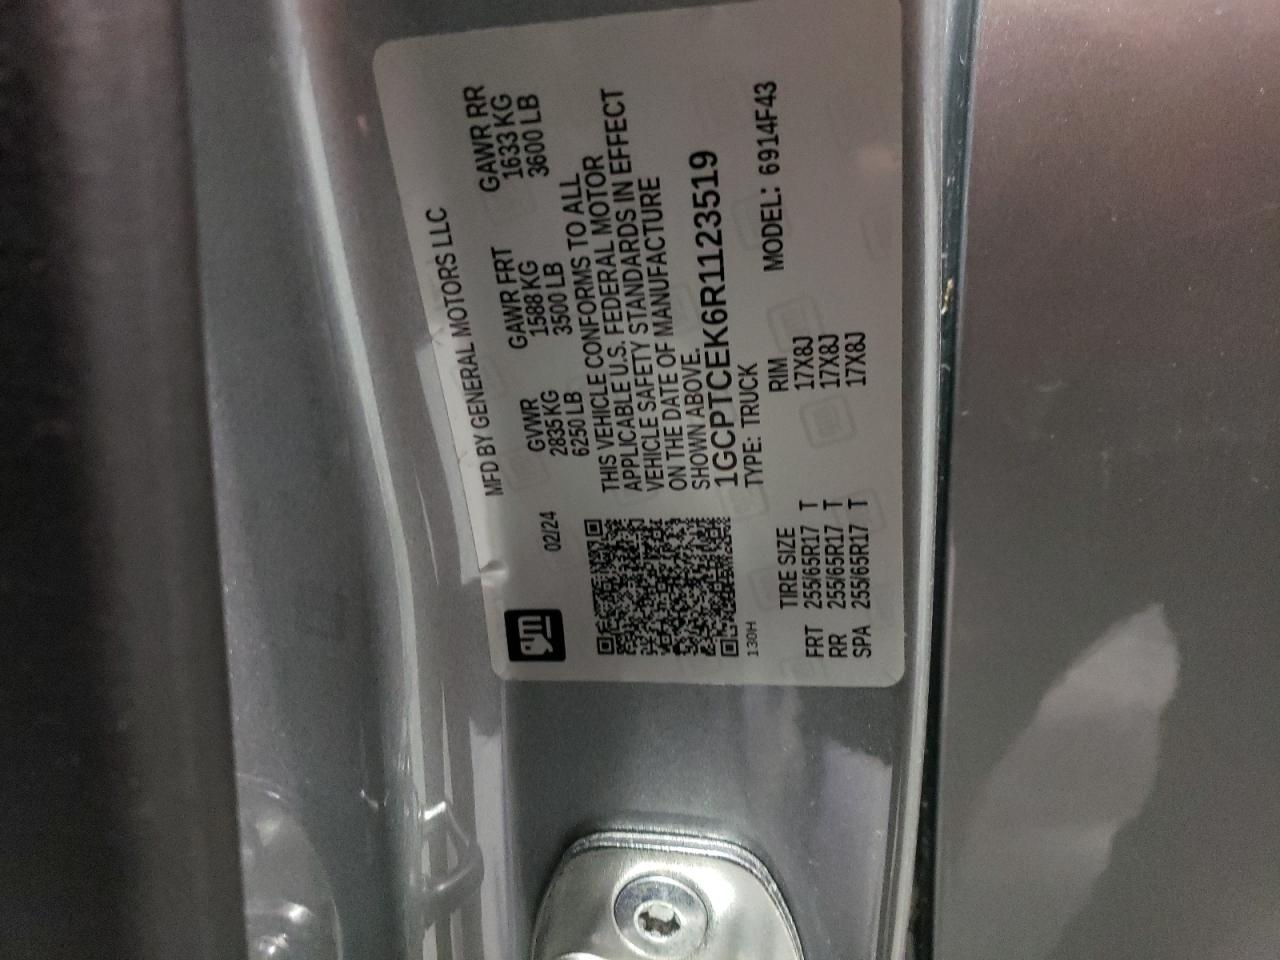 gm
02/24
MFD BY GENERAL MOTORS LLC
GVWR GAWR FRT GAWR RR
2835 KG 1588 KG 1633 KG
6250 LB 3500 LB 3600 LB
THIS VEHICLE CONFORMS TO ALL
APPLICABLE U.S. FEDERAL MOTOR
VEHICLE SAFETY STANDARDS IN EFFECT
ON THE DATE OF MANUFACTURE
SHOWN ABOVE.
1GCPTCEK6R1123519
130H TYPE: TRUCK MODEL: 6914F43
TIRE SIZE RIM
FRT 255/65R17 T 17X8J
RR 255/65R17 T 17X8J
SPA 255/65R17 T 17X8J